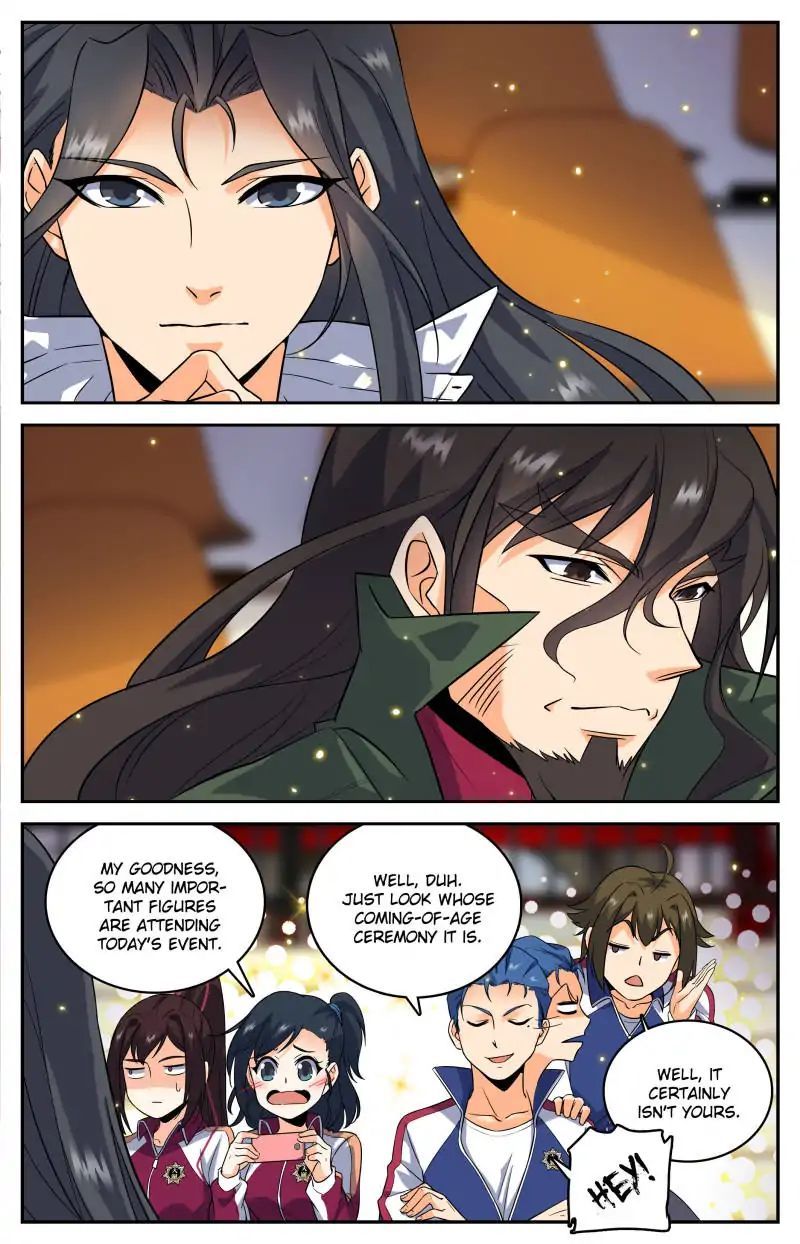 MY GOODNESS,
SO MANY IMPOR-
TANT FIGURES
ARE ATTENDING
TODAY'S EVENT.
WELL, DUH.
JUST LOOK WHOSE
COMING-OF-AGE
CEREMONY IT IS.
WELL, IT
CERTAINLY
ISN'T YOURS.
HEY!